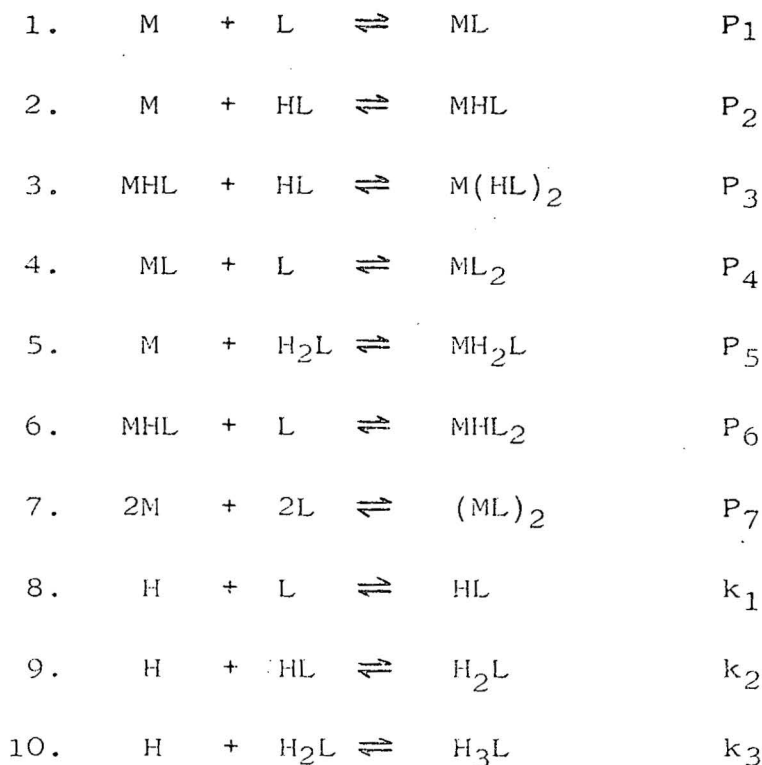 1. M + L ⇌ ML P₁
2. M + HL ⇌ MHL P₂
3. MHL + HL ⇌ M(HL)₂ P₃
4. ML + L ⇌ ML₂ P₄
5. M + H₂L ⇌ MH₂L P₅
6. MHL + L ⇌ MHL₂ P₆
7. 2M + 2L ⇌ (ML)₂ P₇
8. H + L ⇌ HL k₁
9. H + HL ⇌ H₂L k₂
10. H + H₂L ⇌ H₃L k₃